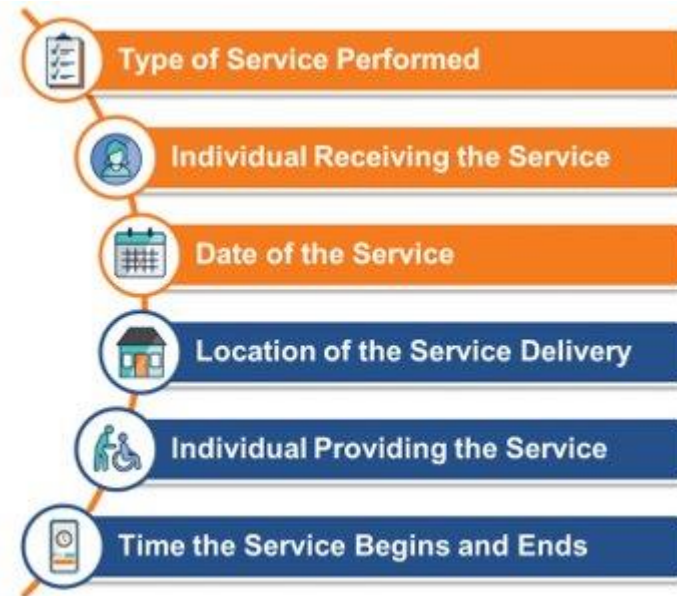 Type of Service Performed
Individual Receiving the Service
Date of the Service
Location of the Service Delivery
Individual Providing the Service
Time the Service Begins and Ends